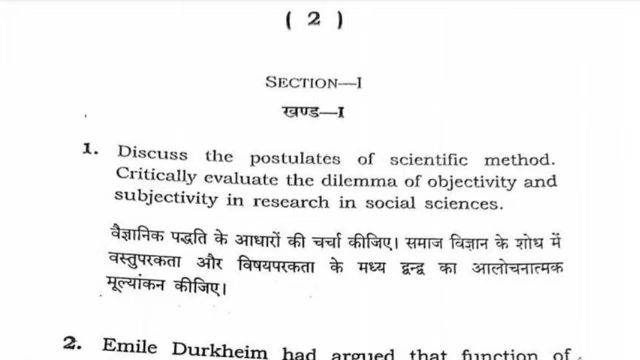 ( 2 )
SECTION—I
खण्ड—I
1. Discuss the postulates of scientific method.
Critically evaluate the dilemma of objectivity and
subjectivity in research in social sciences.
वैज्ञानिक पद्धति के आधारों की चर्चा कीजिए। समाज विज्ञान के शोध में
वस्तुपरकता और विषयपरकता के मध्य द्वन्द्व का आलोचनात्मक
मूल्यांकन कीजिए।
2. Emile Durkheim had argued that function of